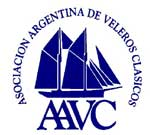 ASOCIACION ARGENTINA DE VELEROS CLASICOS
AAVC